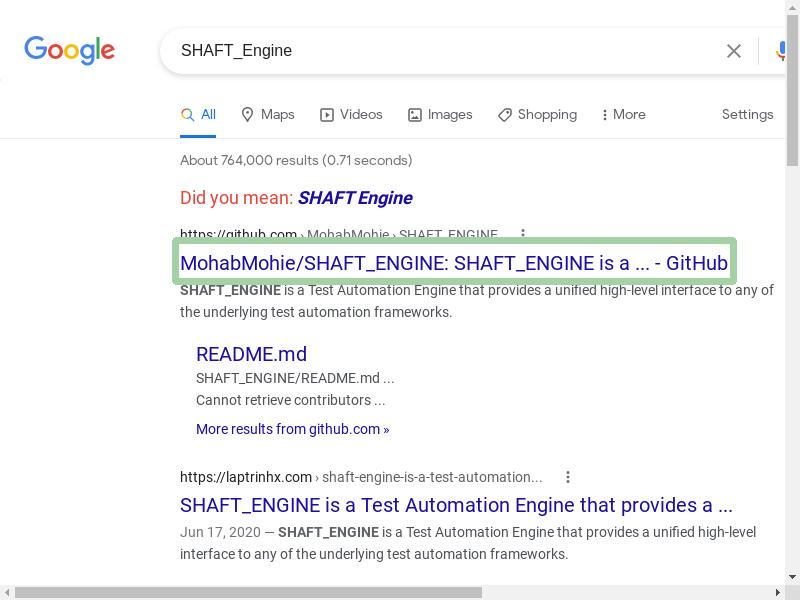 Google
SHAFT_Engine
All Maps Videos Images Shopping More Settings
About 764,000 results (0.71 seconds)
Did you mean: SHAFT Engine
https://github.com › MohabMohie › SHAFT_ENGINE
MohabMohie/SHAFT_ENGINE: SHAFT_ENGINE is a ... - GitHub
SHAFT_ENGINE is a Test Automation Engine that provides a unified high-level interface to any of
the underlying test automation frameworks.
README.md
SHAFT_ENGINE/README.md ...
Cannot retrieve contributors ...
More results from github.com »
https://laptrinhx.com › shaft-engine-is-a-test-automation...
SHAFT_ENGINE is a Test Automation Engine that provides a ...
Jun 17, 2020 — SHAFT_ENGINE is a Test Automation Engine that provides a unified high-level
interface to any of the underlying test automation frameworks.